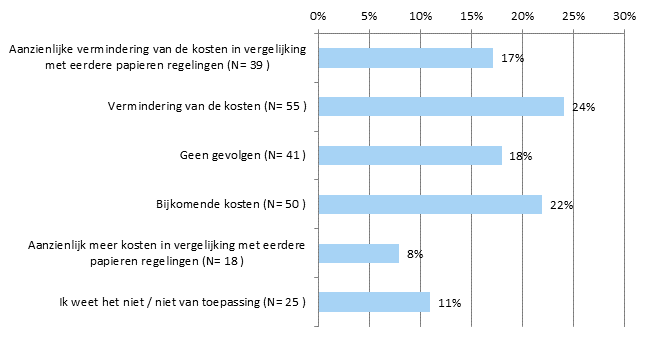 0% 5% 10% 15% 20% 25% 30%
Aanzienlijke vermindering van de kosten in vergelijking
met eerdere papieren regelingen (N= 39 )
17%
Vermindering van de kosten (N= 55 )
24%
Geen gevolgen (N= 41 )
18%
Bijkomende kosten (N= 50 )
22%
Aanzienlijk meer kosten in vergelijking met eerdere
papieren regelingen (N= 18 )
8%
Ik weet het niet / niet van toepassing (N= 25 )
11%